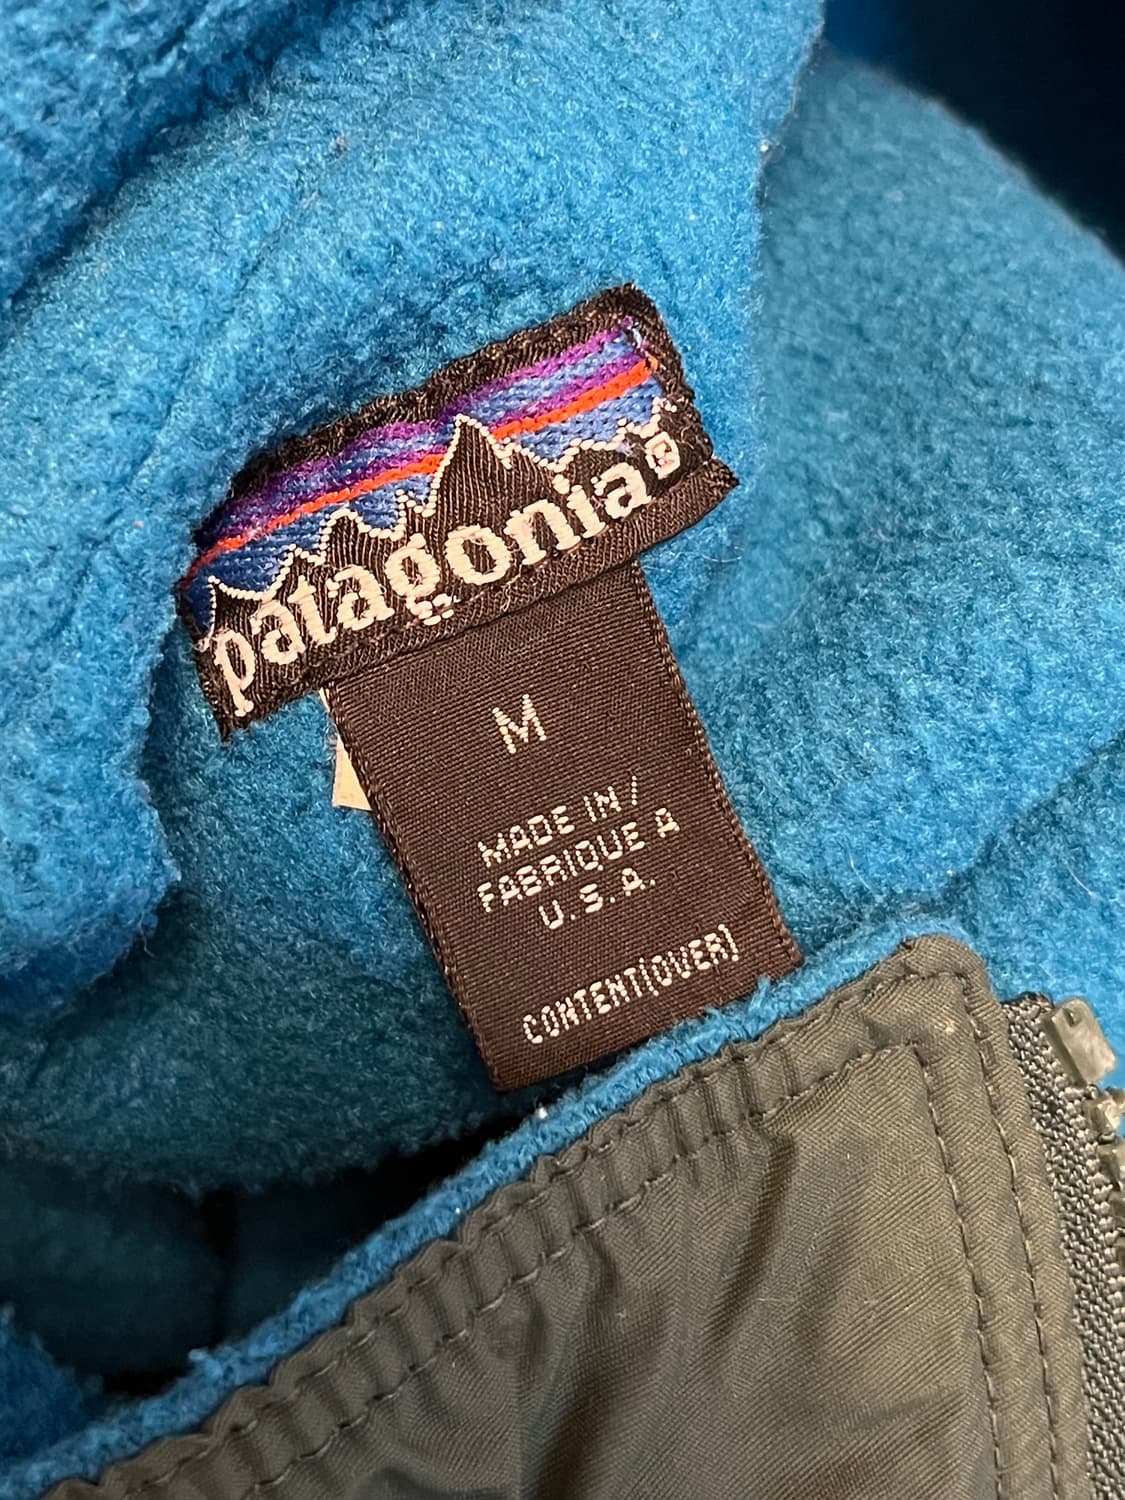 patagonia®
M
MADE IN /
FABRIQUE A
U.S.A.
CONTENT(OVER)